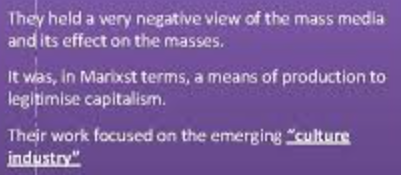 They held a very negative view of the mass media
and its effect on the masses.
It was, in Marixst terms, a means of production to
legitimise capitalism.
Their work focused on the emerging “culture
industry”